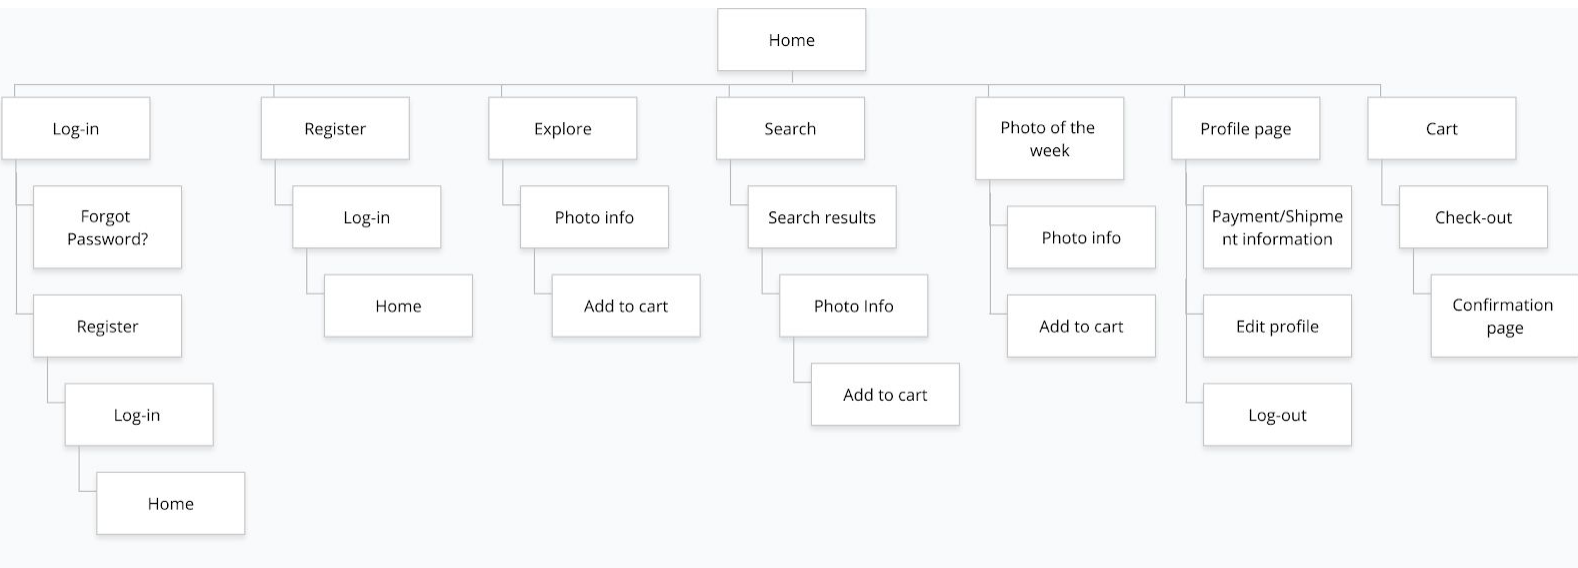 Home
Log-in
Forgot
Password?
Register
Log-in
Home
Register
Log-in
Home
Explore
Photo info
Add to cart
Search
Search results
Photo Info
Add to cart
Photo of the
week
Photo info
Add to cart
Profile page
Payment/Shipme
nt information
Edit profile
Log-out
Cart
Check-out
Confirmation
page